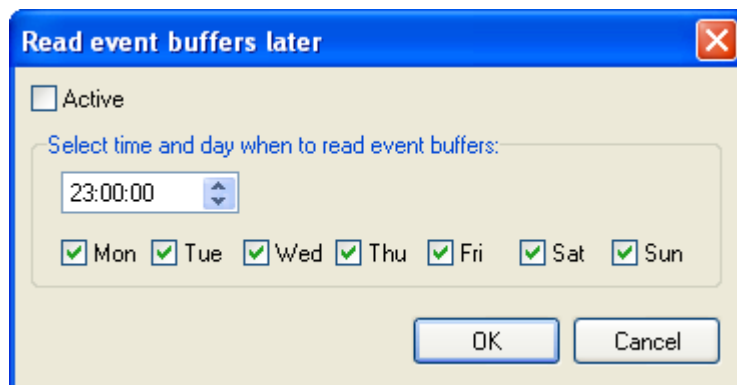 Read event buffers later
Active
Select time and day when to read event buffers:
23:00:00
Mon Tue Wed Thu Fri Sat Sun
OK Cancel